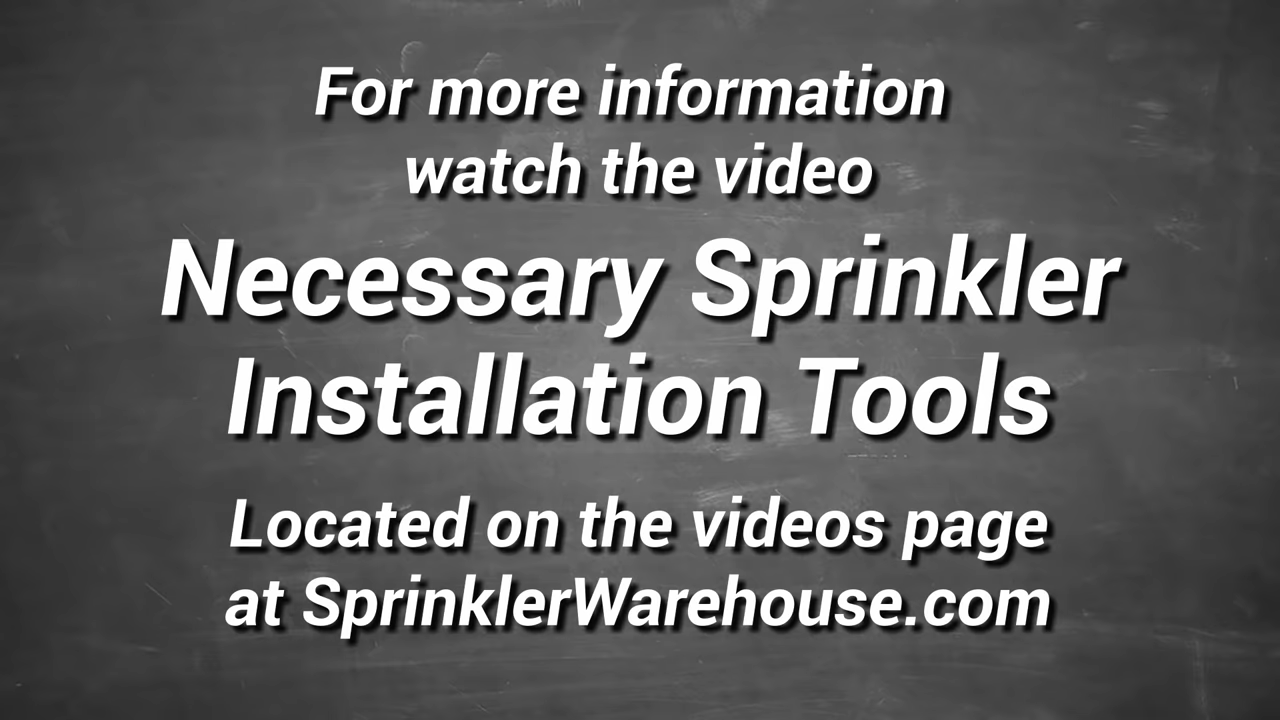 For more information
watch the video
Necessary Sprinkler
Installation Tools
Located on the videos page
at SprinklerWarehouse.com